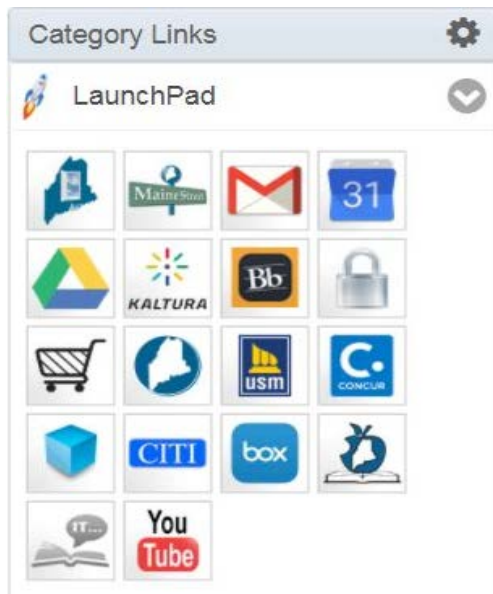 Category Links
LaunchPad
MaineStreet
31
KALTURA
Bb
usm
C.
CONCUR
CITI
box
IT...
You
Tube